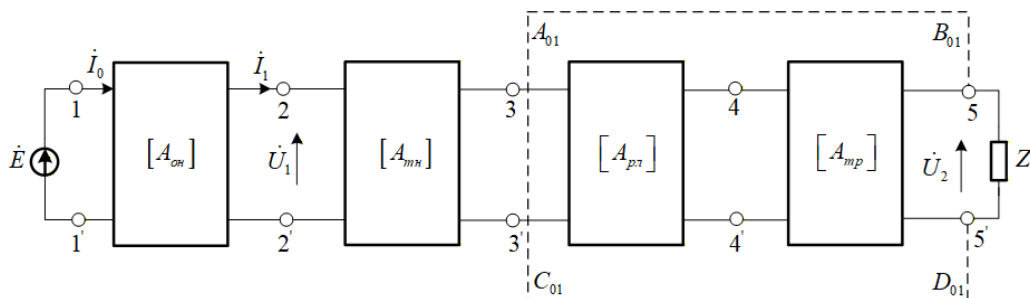 A₀₁ B₀₁
İ₀ İ₁
1 2 3 4 5
Ė [Aон] U̇₁ [Aтн] [Aрл] [Aтр] U̇₂ Z
1' 2' 3' 4' 5'
C₀₁ D₀₁